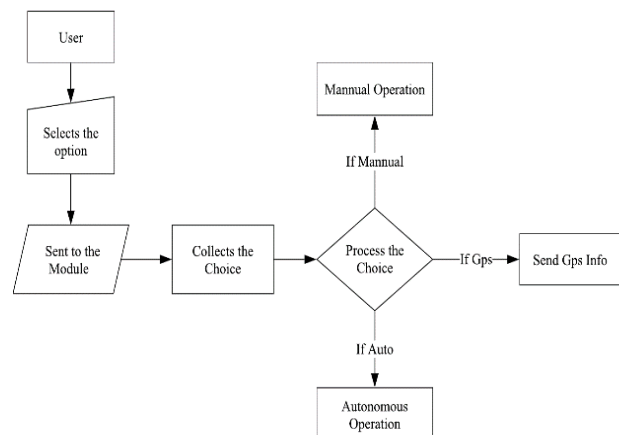 User
Selects the
option
Sent to the
Module
Collects the
Choice
Process the
Choice
If Mannual
Mannual Operation
If Gps
Send Gps Info
If Auto
Autonomous
Operation